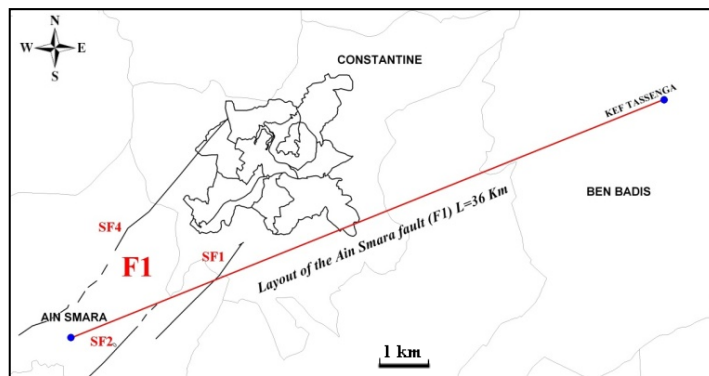 N
W E
S
CONSTANTINE
KEF TASSENGA
BEN BADIS
SF4
SF1
Layout of the Ain Smara fault (F1) L=36 Km
F1
AIN SMARA
SF2
1 km